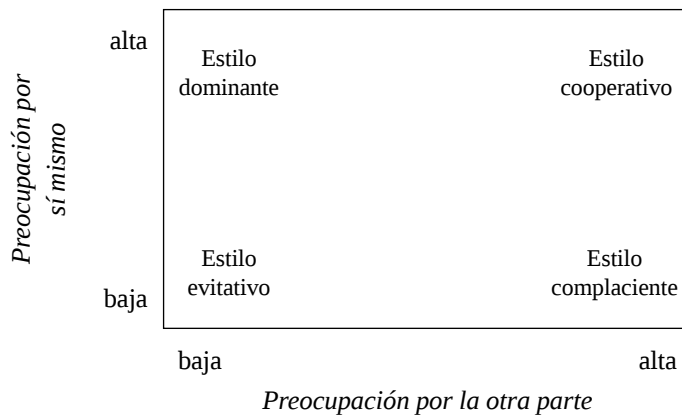 alta
Estilo
dominante
Estilo
cooperativo
Preocupación por
sí mismo
Estilo
evitativo
Estilo
complaciente
baja
baja
alta
Preocupación por la otra parte